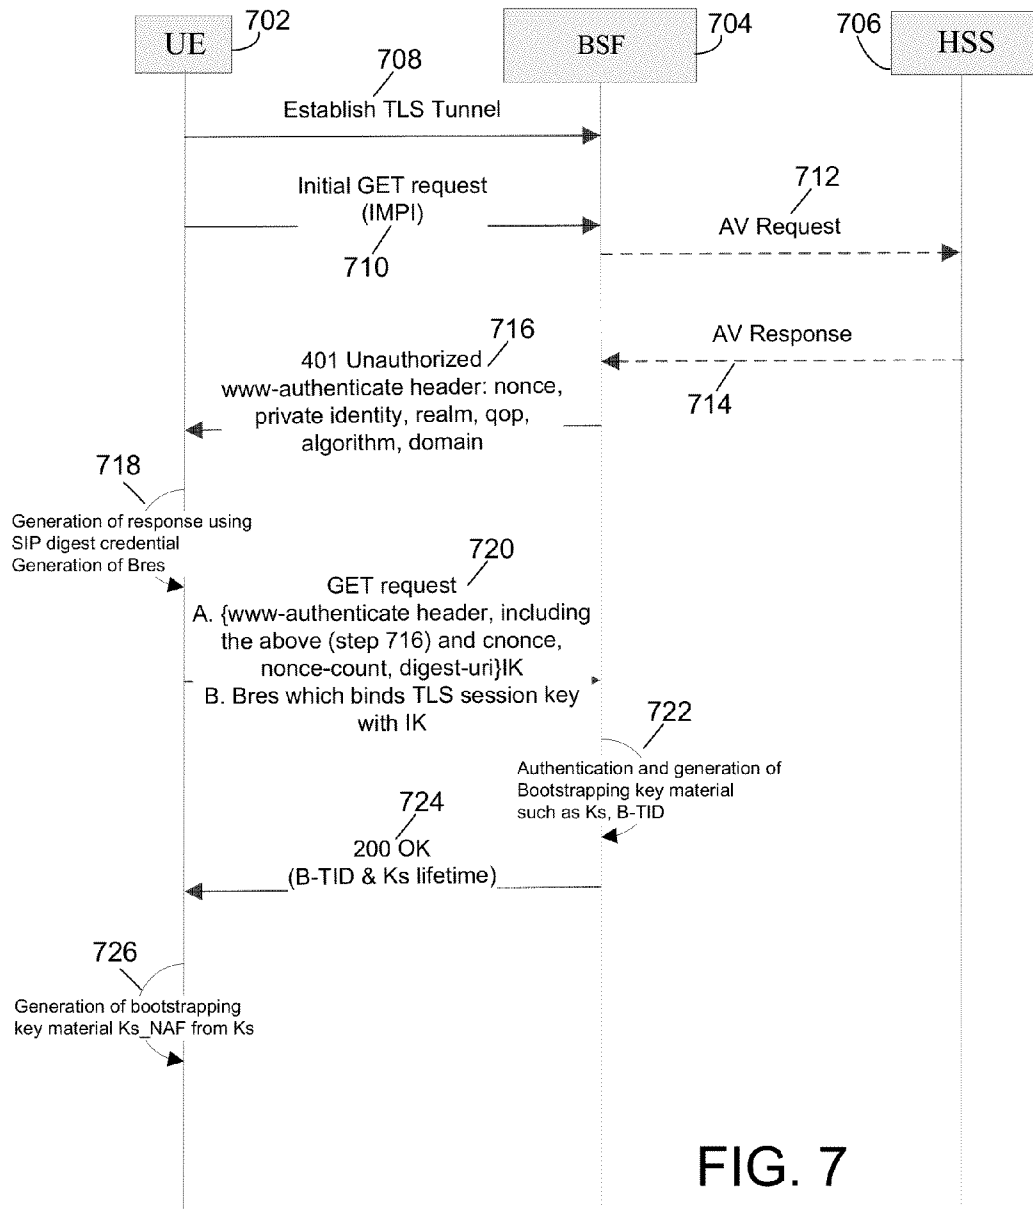 UE
702
BSF
704
706
HSS
708
Establish TLS Tunnel
Initial GET request
(IMPI)
710
712
AV Request
AV Response
714
716
401 Unauthorized
www-authenticate header: nonce,
private identity, realm, qop,
algorithm, domain
718
Generation of response using
SIP digest credential
Generation of Bres
720
GET request
A. {www-authenticate header, including
the above (step 716) and cnonce,
nonce-count, digest-uri}IK
B. Bres which binds TLS session key
with IK
722
Authentication and generation of
Bootstrapping key material
such as Ks, B-TID
724
200 OK
(B-TID & Ks lifetime)
726
Generation of bootstrapping
key material Ks_NAF from Ks
FIG. 7